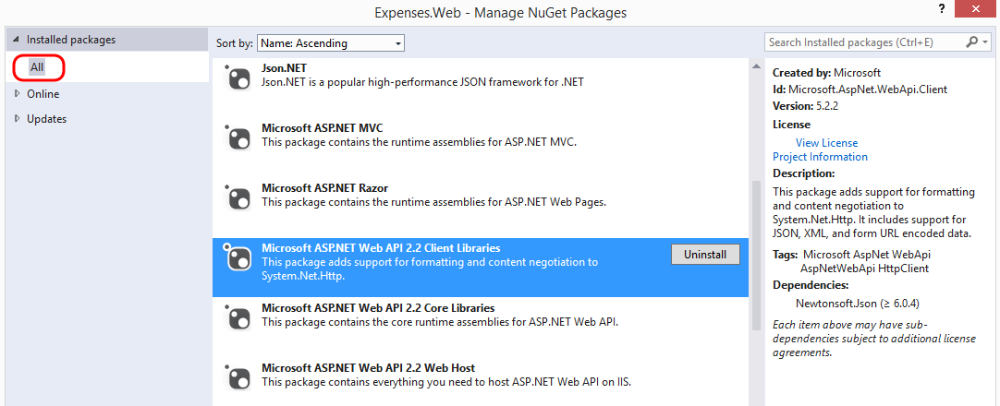 Expenses.Web - Manage NuGet Packages
?
Installed packages
All
Online
Updates
Sort by: Name: Ascending
Json.NET
Json.NET is a popular high-performance JSON framework for .NET
Microsoft ASP.NET MVC
This package contains the runtime assemblies for ASP.NET MVC.
Microsoft ASP.NET Razor
This package contains the runtime assemblies for ASP.NET Web Pages.
Microsoft ASP.NET Web API 2.2 Client Libraries
This package adds support for formatting and content negotiation to
System.Net.Http.
Uninstall
Microsoft ASP.NET Web API 2.2 Core Libraries
This package contains the core runtime assemblies for ASP.NET Web API.
Microsoft ASP.NET Web API 2.2 Web Host
This package contains everything you need to host ASP.NET Web API on IIS.
Search Installed packages (Ctrl+E)
Created by: Microsoft
Id: Microsoft.AspNet.WebApi.Client
Version: 5.2.2
License
View License
Project Information
Description:
This package adds support for formatting
and content negotiation to
System.Net.Http. It includes support for
JSON, XML, and form URL encoded data.
Tags: Microsoft AspNet WebApi
AspNetWebApi HttpClient
Dependencies:
Newtonsoft.Json (≥ 6.0.4)
Each item above may have sub-
dependencies subject to additional license
agreements.